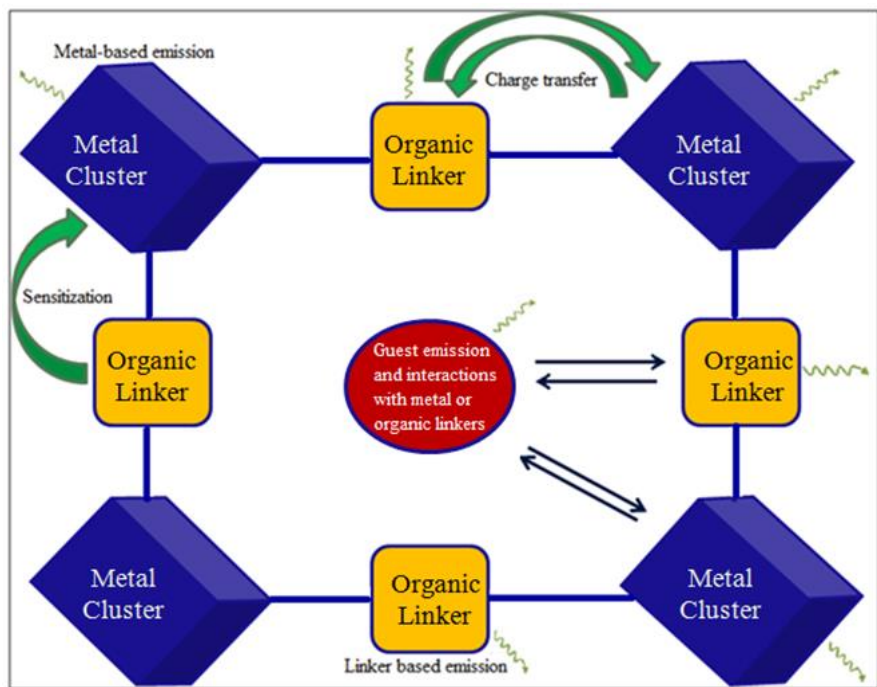 Metal-based emission
Charge transfer
Metal
Cluster
Organic
Linker
Metal
Cluster
Sensitization
Organic
Linker
Guest emission
and interactions
with metal or
organic linkers
Organic
Linker
Metal
Cluster
Organic
Linker
Metal
Cluster
Linker based emission